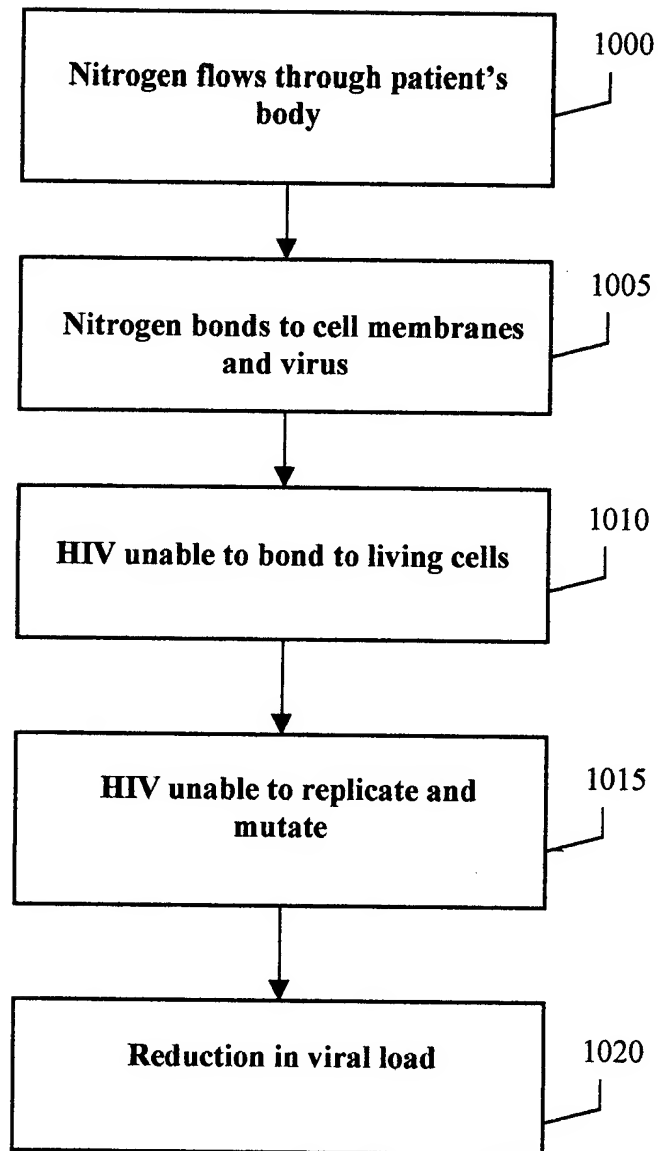 1000
Nitrogen flows through patient's
body
1005
Nitrogen bonds to cell membranes
and virus
1010
HIV unable to bond to living cells
1015
HIV unable to replicate and
mutate
1020
Reduction in viral load